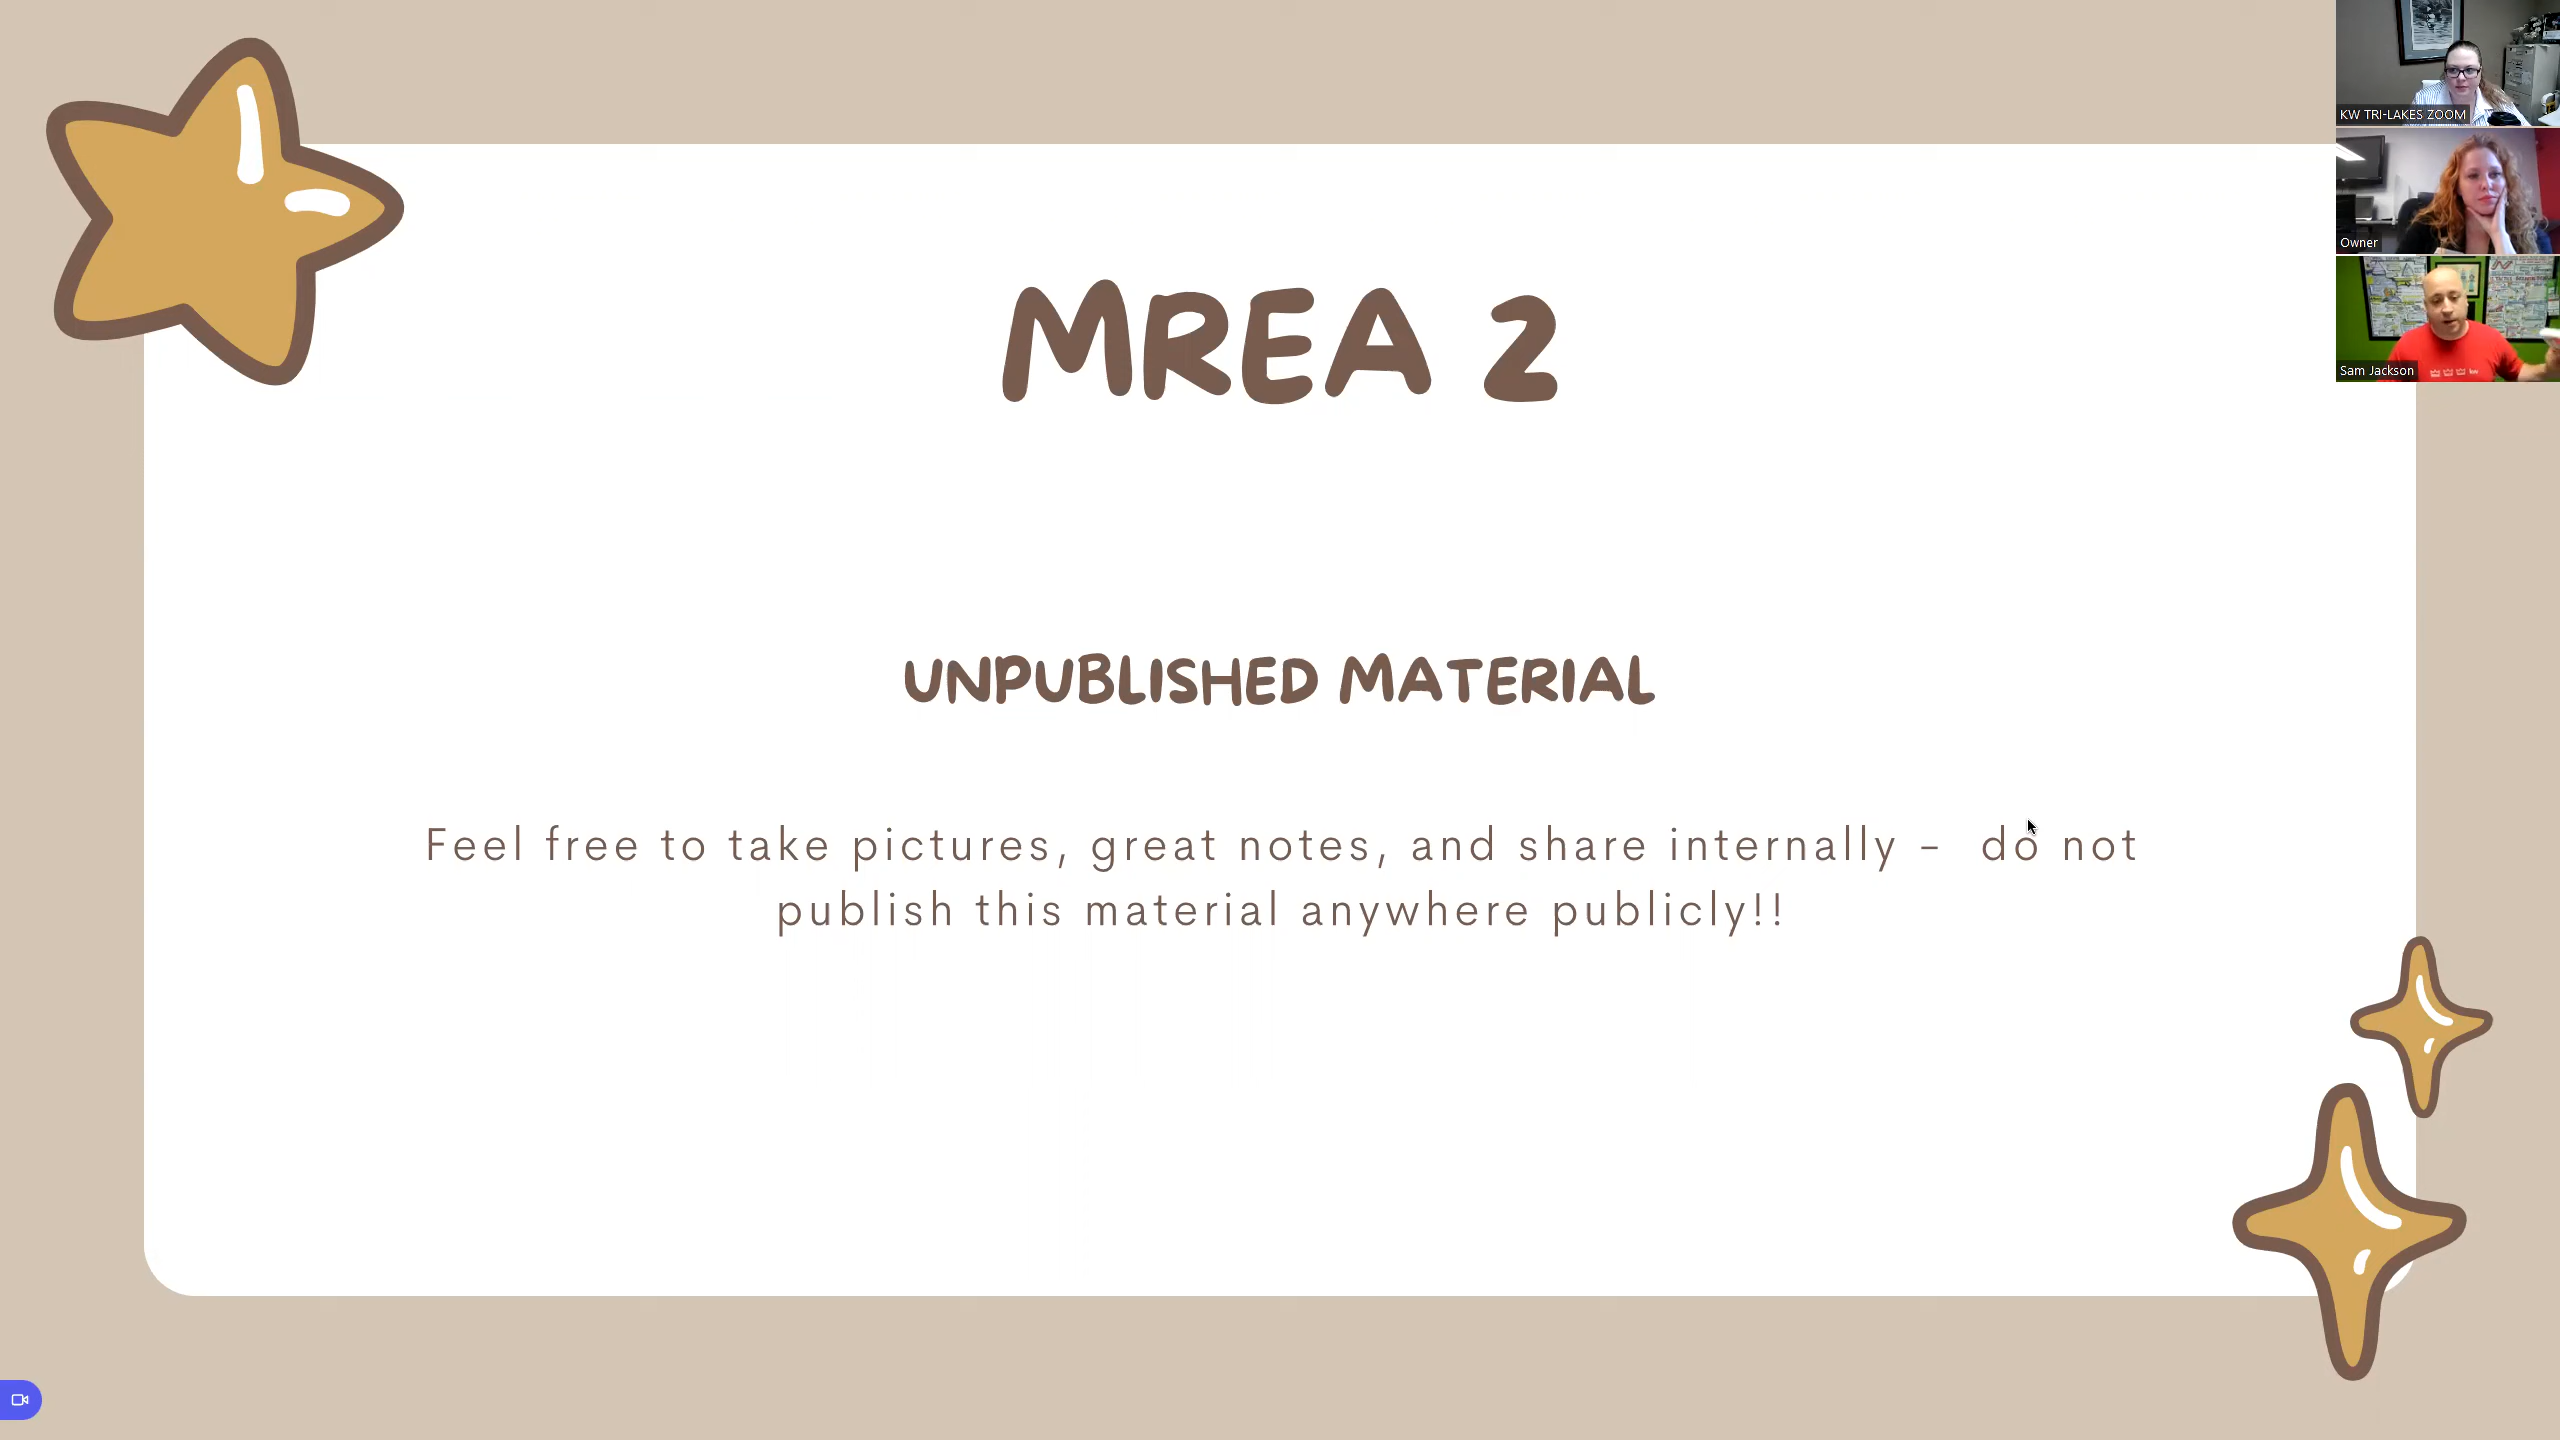 MREA 2
UNPUBLISHED MATERIAL
Feel free to take pictures, great notes, and share internally - do not
publish this material anywhere publicly!!
KW TRI-LAKES ZOOM
Owner
Sam Jackson